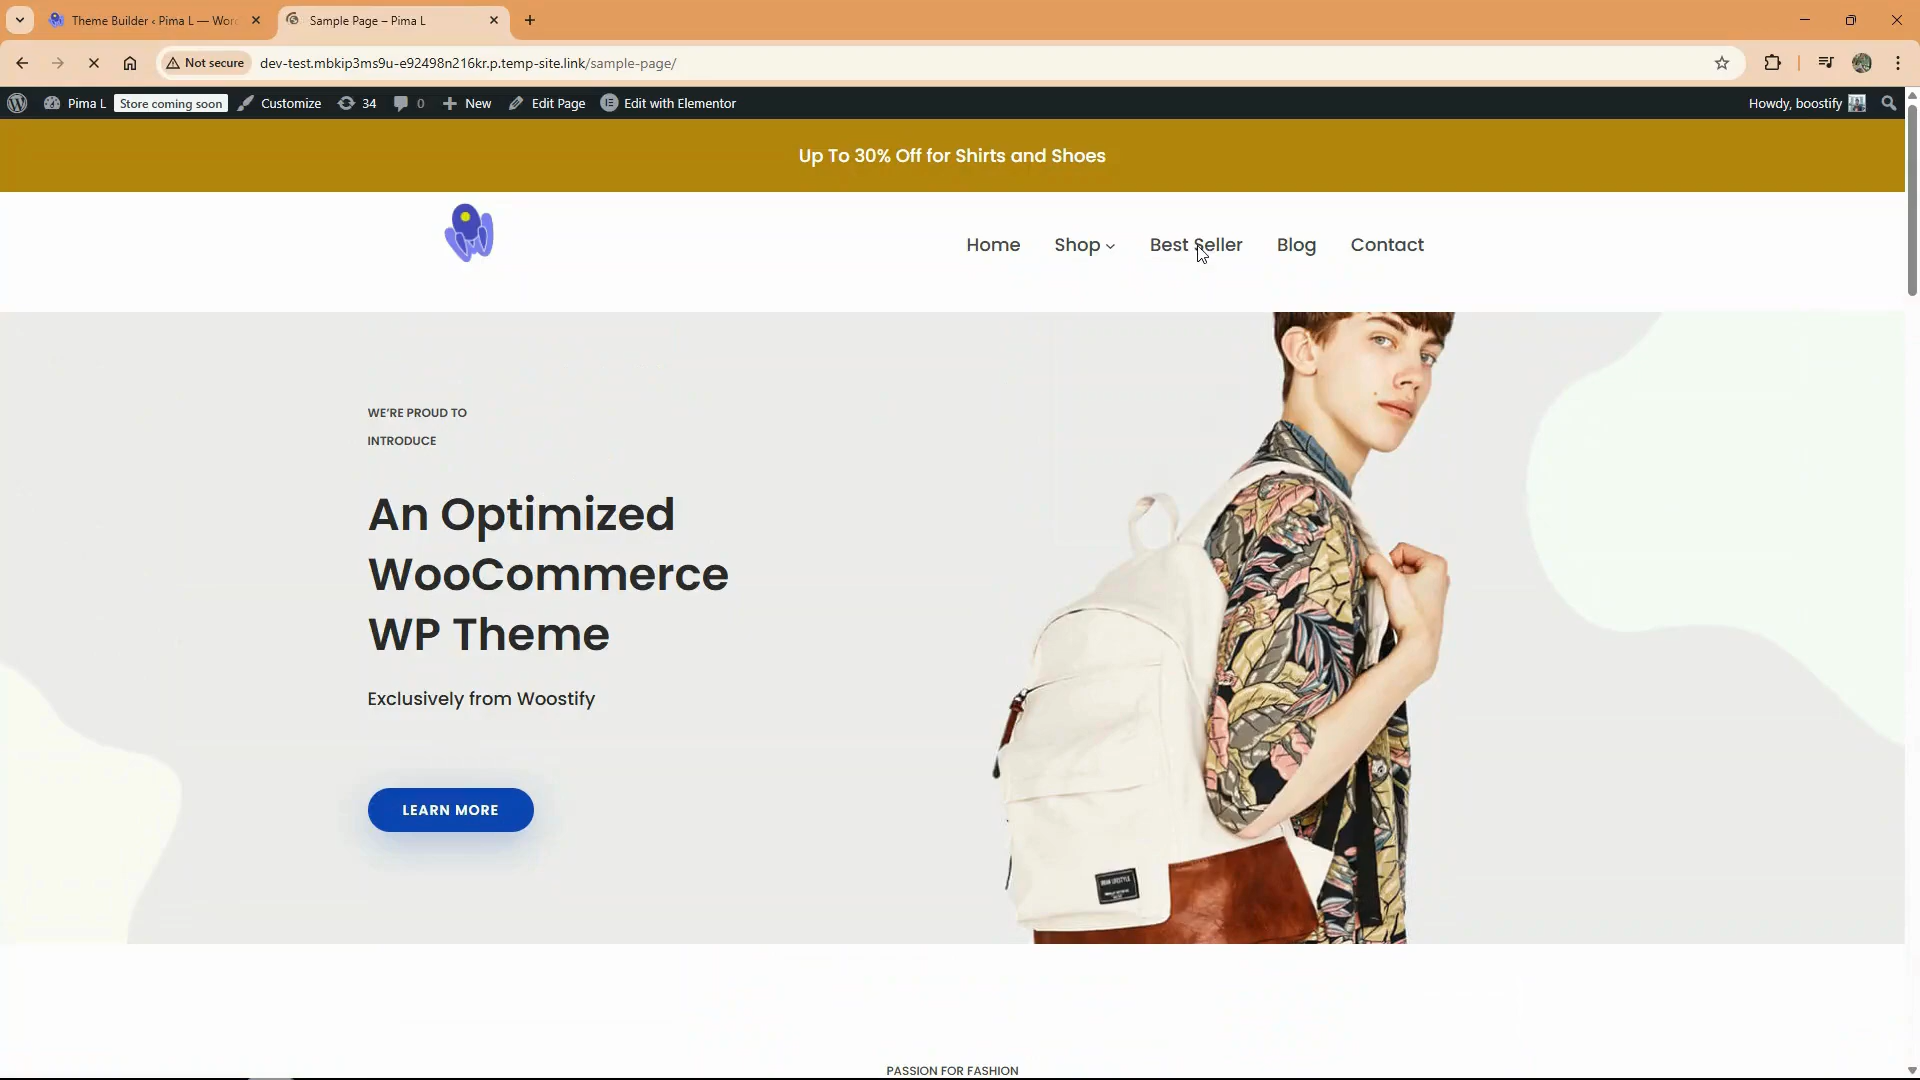 Theme Builder ‹ Pima L — Wor
Sample Page – Pima L
Not secure
dev-test.mbkip3ms9u-e92498n216kr.p.temp-site.link/sample-page/
Pima L
Store coming soon
Customize
34
0
New
Edit Page
Edit with Elementor
Howdy, boostify
Up To 30% Off for Shirts and Shoes
Home
Shop
Best Seller
Blog
Contact
WE'RE PROUD TO
INTRODUCE
An Optimized
WooCommerce
WP Theme
Exclusively from Woostify
LEARN MORE
PASSION FOR FASHION